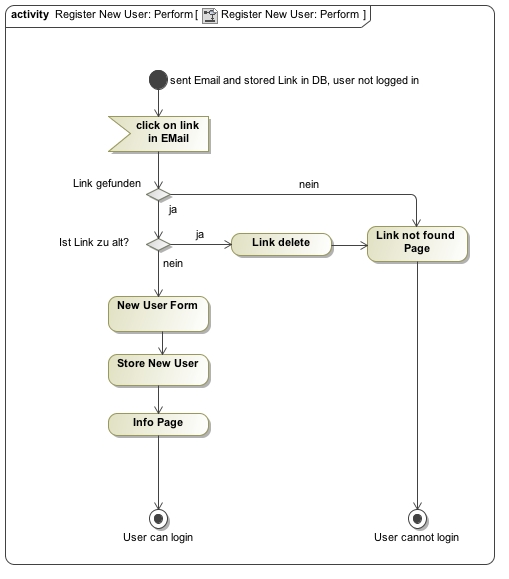 activity Register New User: Perform [ Register New User: Perform ]
sent Email and stored Link in DB, user not logged in
click on link
in EMail
Link gefunden
nein
ja
Ist Link zu alt?
ja
Link delete
Link not found
Page
nein
New User Form
Store New User
Info Page
User can login
User cannot login